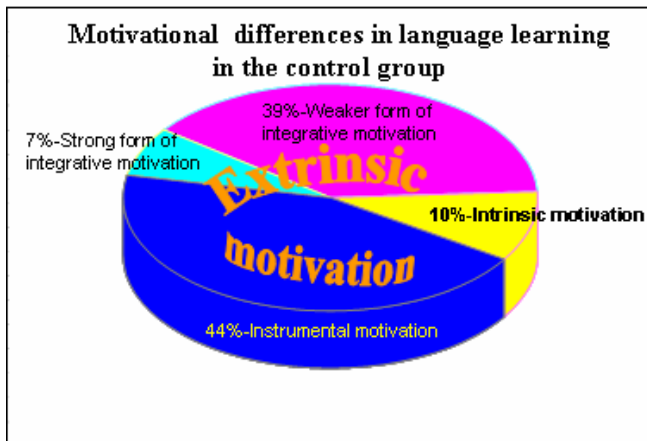 Motivational differences in language learning
in the control group
39%-Weaker form of
integrative motivation
7%-Strong form of
integrative motivation
Extrinsic
10%-Intrinsic motivation
motivation
44%-Instrumental motivation